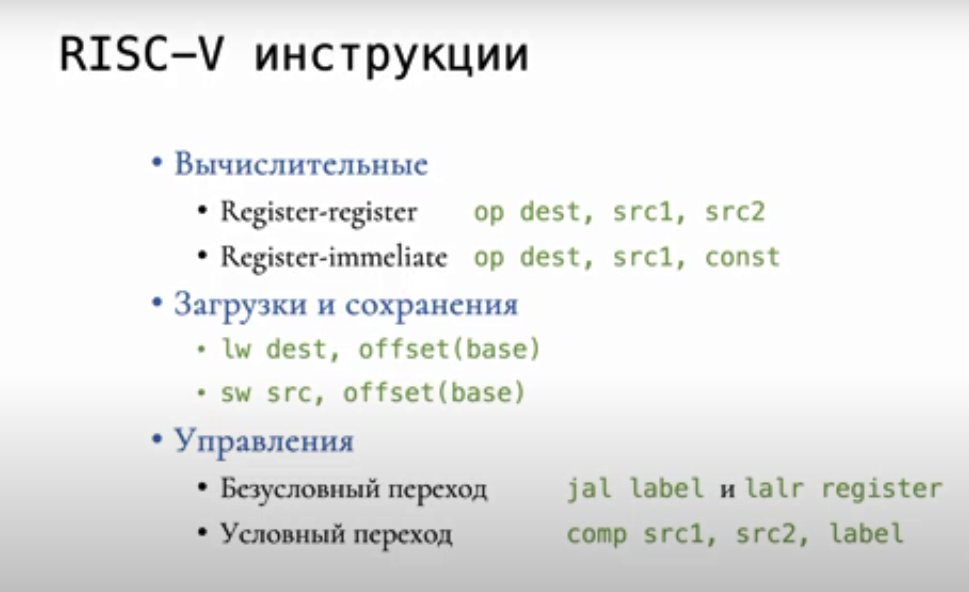 RISC–V инструкции
• Вычислительные
• Register-register op dest, src1, src2
• Register-immeliate op dest, src1, const
• Загрузки и сохранения
• lw dest, offset(base)
• sw src, offset(base)
• Управления
• Безусловный переход jal label и lalr register
• Условный переход comp src1, src2, label